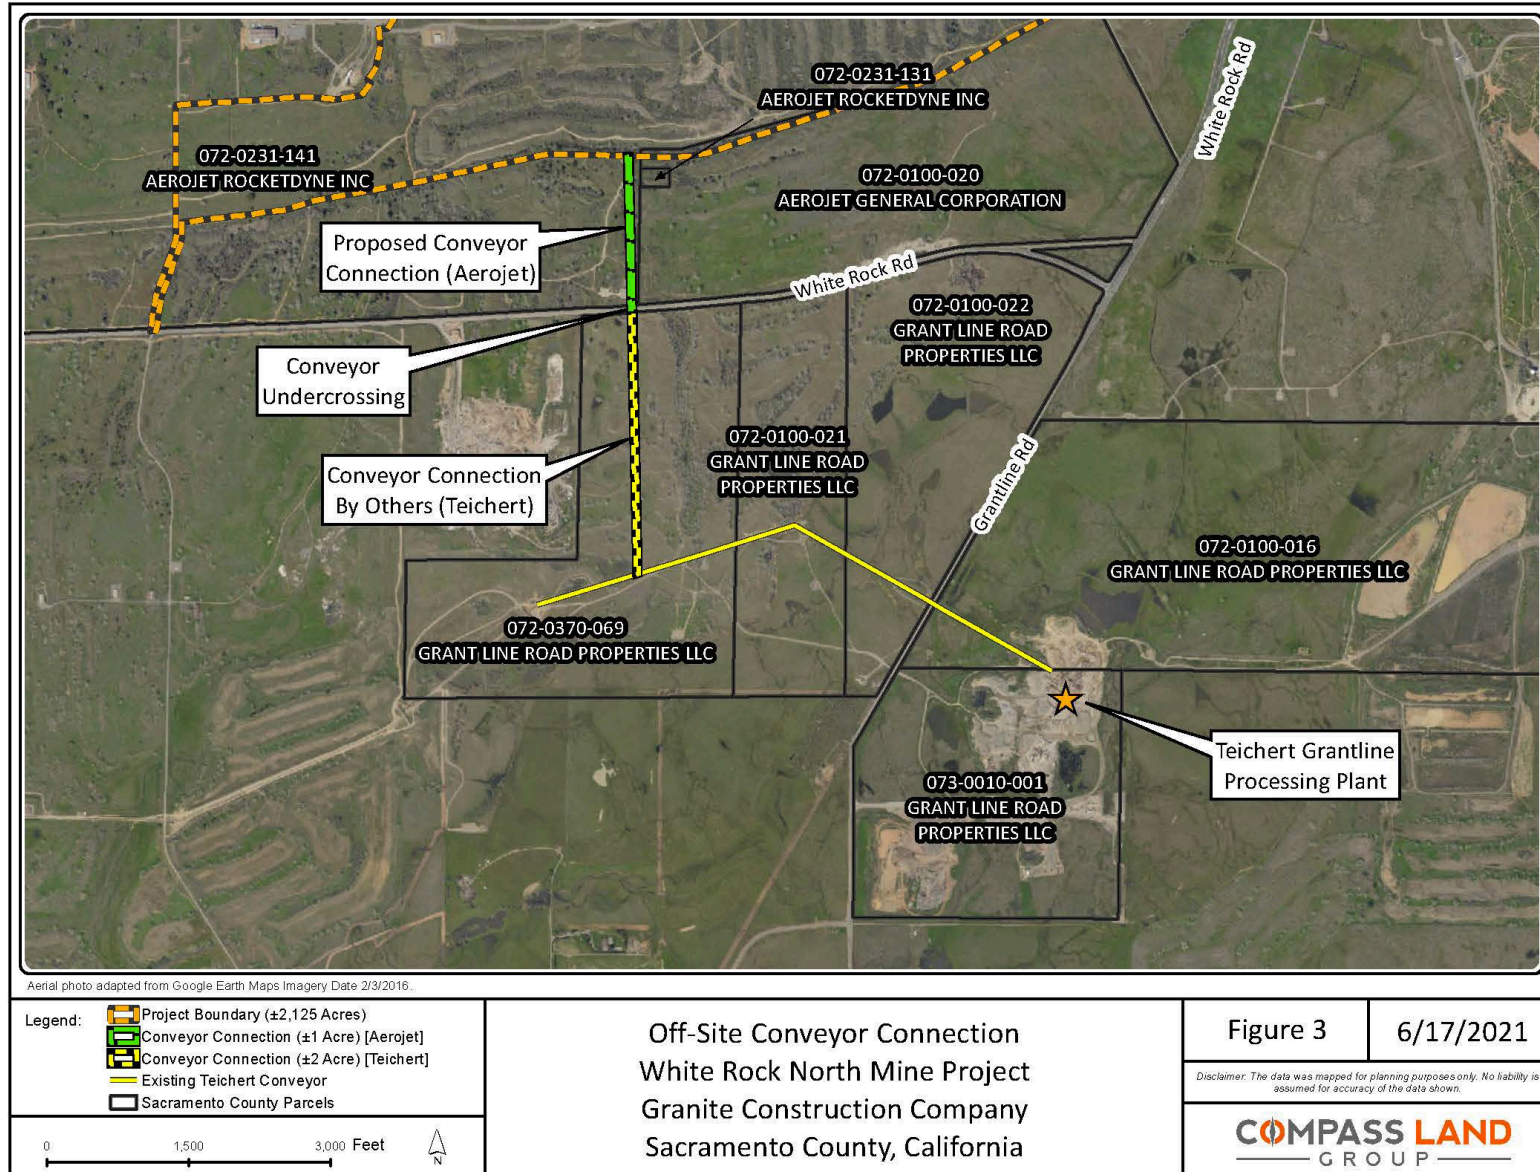 072-0231-131
AEROJET ROCKETDYNE INC
White Rock Rd
072-0231-141
AEROJET ROCKETDYNE INC
072-0100-020
AEROJET GENERAL CORPORATION
Proposed Conveyor
Connection (Aerojet)
White Rock Rd
072-0100-022
GRANT LINE ROAD
PROPERTIES LLC
Conveyor
Undercrossing
072-0100-021
GRANT LINE ROAD
PROPERTIES LLC
Grantline Rd
Conveyor Connection
By Others (Teichert)
072-0100-016
GRANT LINE ROAD PROPERTIES LLC
072-0370-069
GRANT LINE ROAD PROPERTIES LLC
Teichert Grantline
Processing Plant
073-0010-001
GRANT LINE ROAD
PROPERTIES LLC
Aerial photo adapted from Google Earth Maps Imagery Date 2/3/2016.
Legend:
Project Boundary (±2,125 Acres)
Conveyor Connection (±1 Acre) [Aerojet]
Conveyor Connection (±2 Acre) [Teichert]
Existing Teichert Conveyor
Sacramento County Parcels
0 1,500 3,000 Feet
N
Off-Site Conveyor Connection
White Rock North Mine Project
Granite Construction Company
Sacramento County, California
Figure 3
6/17/2021
Disclaimer: The data was mapped for planning purposes only. No liability is
assumed for accuracy of the data shown.
COMPASS LAND
GROUP